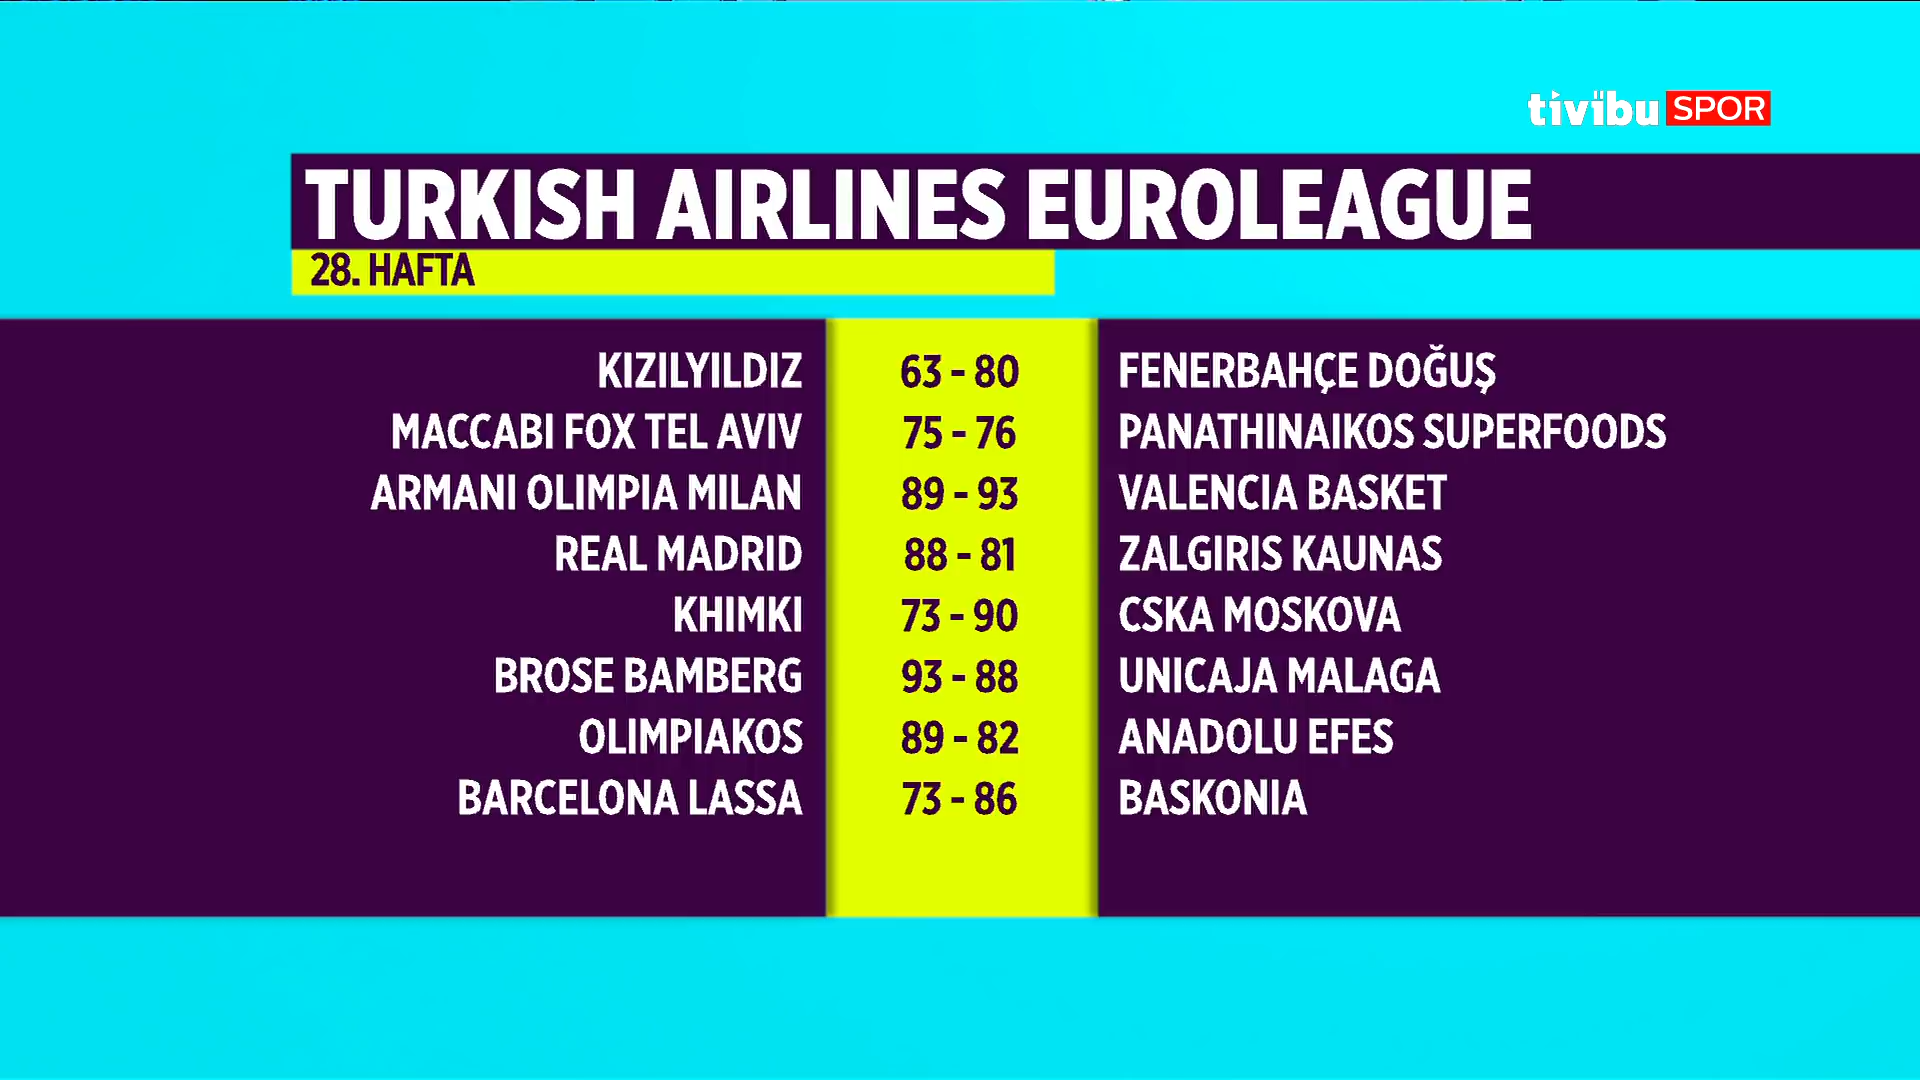 tivibu SPOR
TURKISH AIRLINES EUROLEAGUE
28. HAFTA
KIZILYILDIZ 63 - 80 FENERBAHÇE DOĞUŞ
MACCABI FOX TEL AVIV 75 - 76 PANATHINAIKOS SUPERFOODS
ARMANI OLIMPIA MILAN 89 - 93 VALENCIA BASKET
REAL MADRID 88 - 81 ZALGIRIS KAUNAS
KHIMKI 73 - 90 CSKA MOSKOVA
BROSE BAMBERG 93 - 88 UNICAJA MALAGA
OLIMPIAKOS 89 - 82 ANADOLU EFES
BARCELONA LASSA 73 - 86 BASKONIA